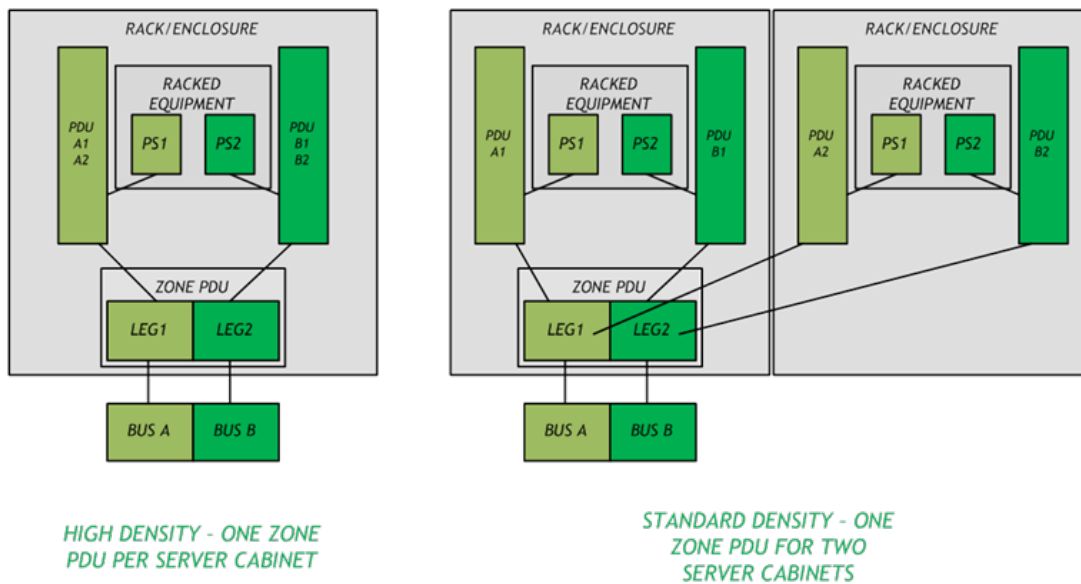 RACK/ENCLOSURE
RACKED
EQUIPMENT
PDU
A1
A2
PS1
PS2
PDU
B1
B2
ZONE PDU
LEG1
LEG2
BUS A
BUS B
HIGH DENSITY - ONE ZONE
PDU PER SERVER CABINET
RACK/ENCLOSURE
RACKED
EQUIPMENT
PDU
A1
PS1
PS2
PDU
B1
ZONE PDU
LEG1
LEG2
BUS A
BUS B
RACK/ENCLOSURE
RACKED
EQUIPMENT
PDU
A2
PS1
PS2
PDU
B2
STANDARD DENSITY - ONE
ZONE PDU FOR TWO
SERVER CABINETS